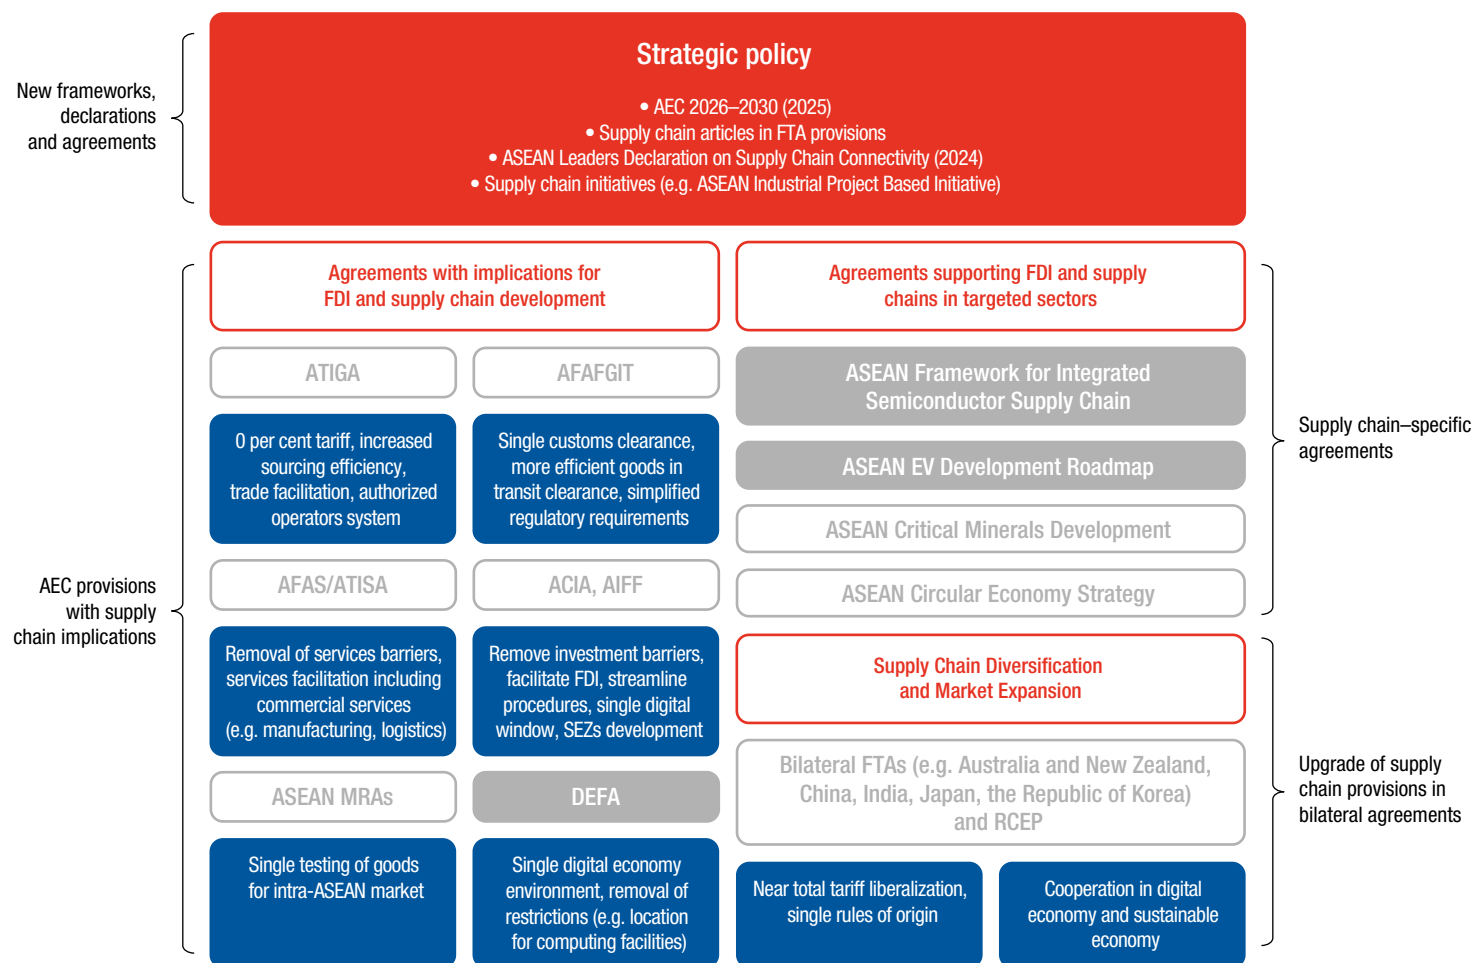 New frameworks,
declarations
and agreements
Strategic policy
• AEC 2026–2030 (2025)
• Supply chain articles in FTA provisions
• ASEAN Leaders Declaration on Supply Chain Connectivity (2024)
• Supply chain initiatives (e.g. ASEAN Industrial Project Based Initiative)
AEC provisions
with supply
chain implications
Agreements with implications for
FDI and supply chain development
ATIGA
AFAFGIT
0 per cent tariff, increased
sourcing efficiency,
trade facilitation, authorized
operators system
Single customs clearance,
more efficient goods in
transit clearance, simplified
regulatory requirements
AFAS/ATISA
ACIA, AIFF
Removal of services barriers,
services facilitation including
commercial services
(e.g. manufacturing, logistics)
Remove investment barriers,
facilitate FDI, streamline
procedures, single digital
window, SEZs development
ASEAN MRAs
DEFA
Single testing of goods
for intra-ASEAN market
Single digital economy
environment, removal of
restrictions (e.g. location
for computing facilities)
Agreements supporting FDI and supply
chains in targeted sectors
ASEAN Framework for Integrated
Semiconductor Supply Chain
ASEAN EV Development Roadmap
ASEAN Critical Minerals Development
ASEAN Circular Economy Strategy
Supply chain–specific
agreements
Supply Chain Diversification
and Market Expansion
Bilateral FTAs (e.g. Australia and New Zealand,
China, India, Japan, the Republic of Korea)
and RCEP
Near total tariff liberalization,
single rules of origin
Cooperation in digital
economy and sustainable
economy
Upgrade of supply
chain provisions in
bilateral agreements